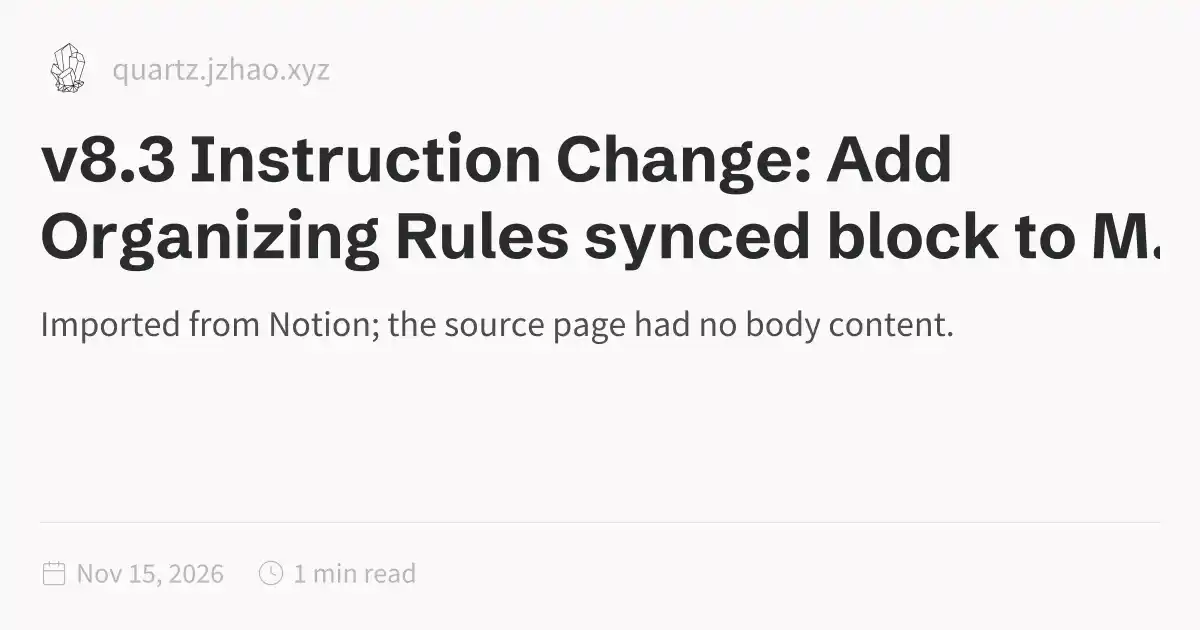 quartz.jzhao.xyz
v8.3 Instruction Change: Add
Organizing Rules synced block to M.
Imported from Notion; the source page had no body content.
Nov 15, 2026 1 min read